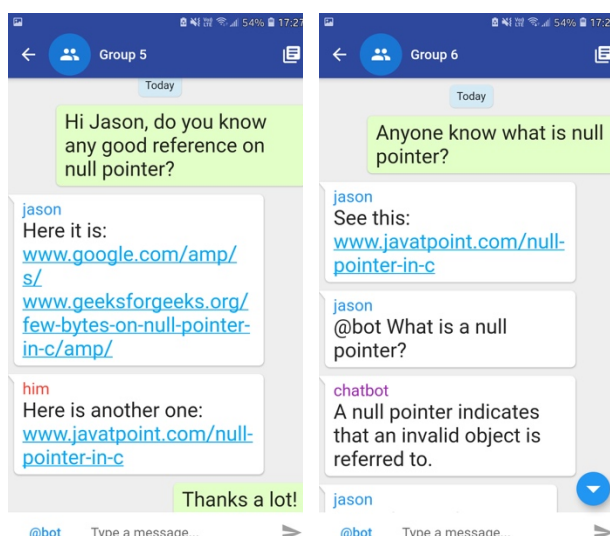 54% 17:27
Group 5
Today
Hi Jason, do you know
any good reference on
null pointer?
jason
Here it is:
www.google.com/amp/
s/
www.geeksforgeeks.org/
few-bytes-on-null-pointer-
in-c/amp/
him
Here is another one:
www.javatpoint.com/null-
pointer-in-c
Thanks a lot!
@bot Type a message...
54% 17:2
Group 6
Today
Anyone know what is null
pointer?
jason
See this:
www.javatpoint.com/null-
pointer-in-c
jason
@bot What is a null
pointer?
chatbot
A null pointer indicates
that an invalid object is
referred to.
jason
@bot Type a message...